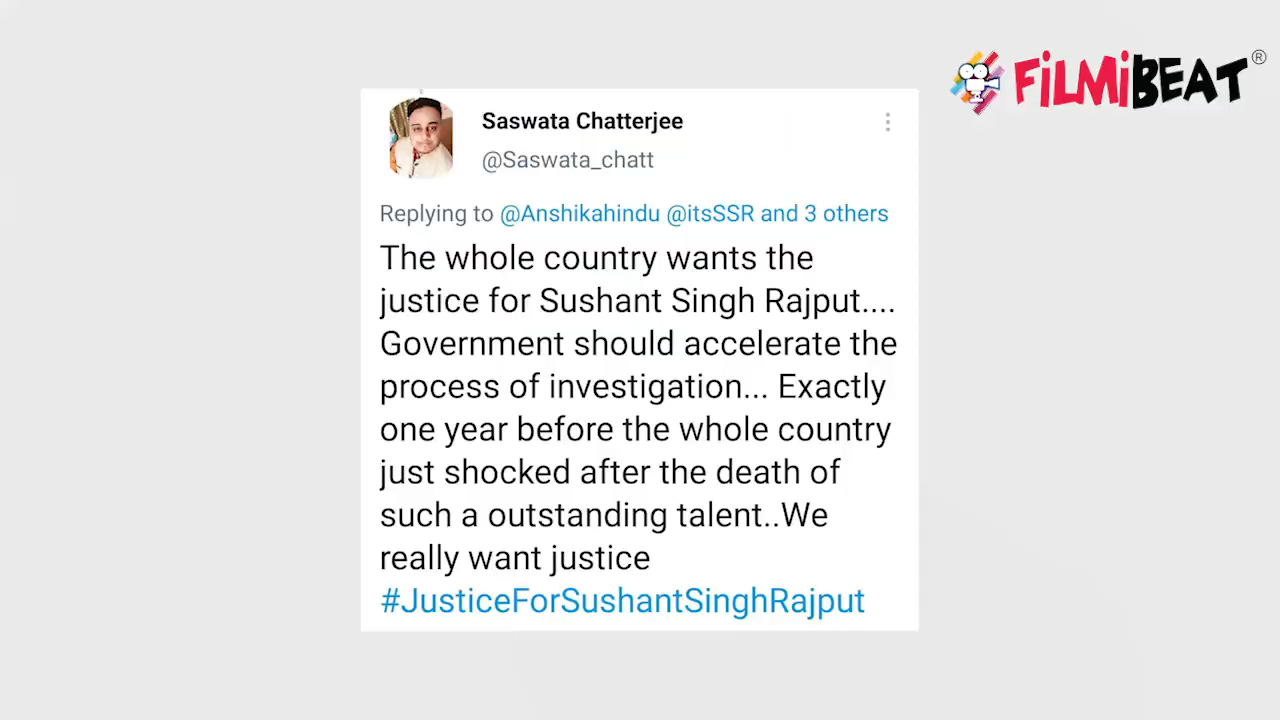 FiLMiBEAT®
Saswata Chatterjee
@Saswata_chatt
Replying to @Anshikahindu @itsSSR and 3 others
The whole country wants the
justice for Sushant Singh Rajput....
Government should accelerate the
process of investigation... Exactly
one year before the whole country
just shocked after the death of
such a outstanding talent..We
really want justice
#JusticeForSushantSinghRajput